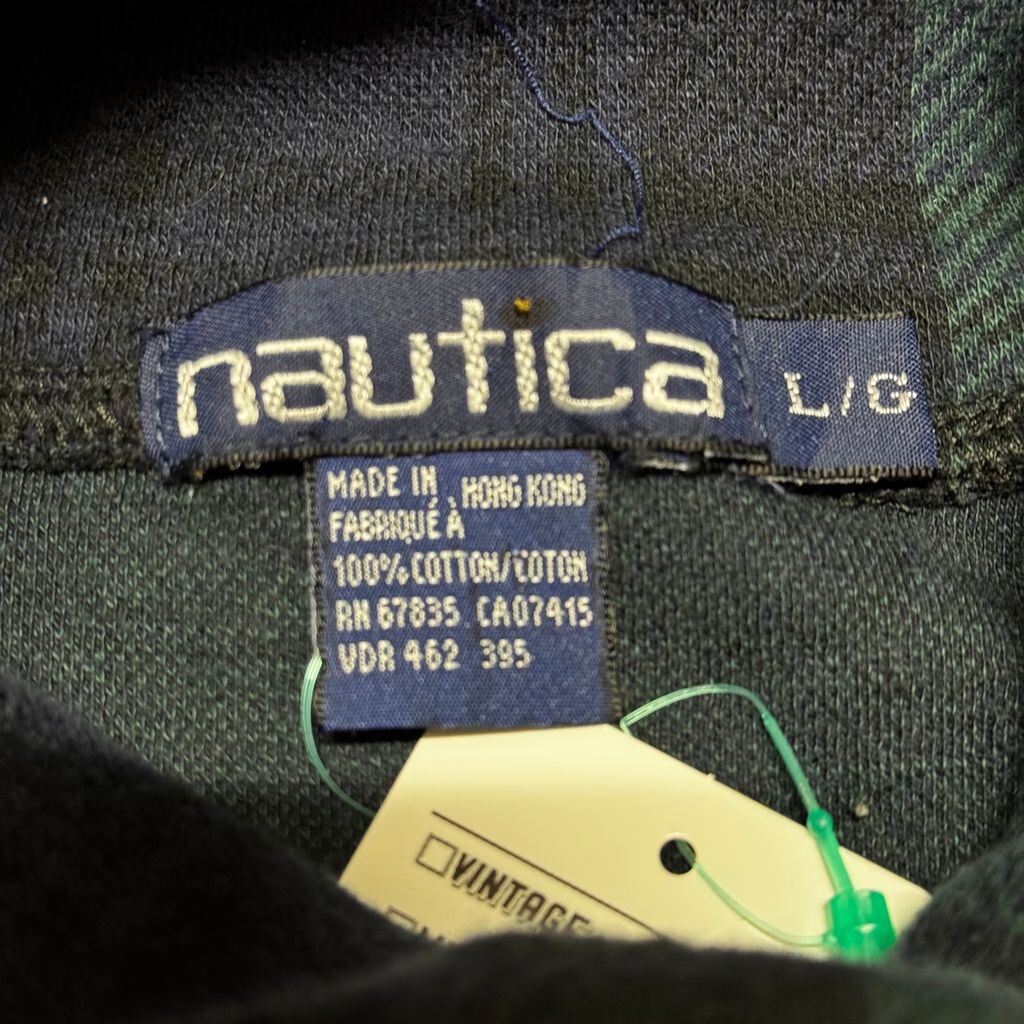 nautica
L/G
MADE IN HONG KONG
FABRIQUÉ À
100% COTTON/COTON
RN 67835 CA07415
VDR 462 395
VINTAGE